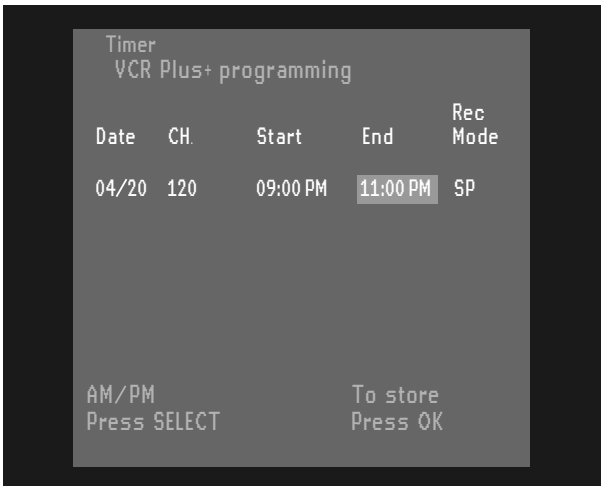 Timer
VCR Plus+ programming
Rec
Date CH. Start End Mode
04/20 120 09:00 PM 11:00 PM SP
AM/PM To store
Press SELECT Press OK